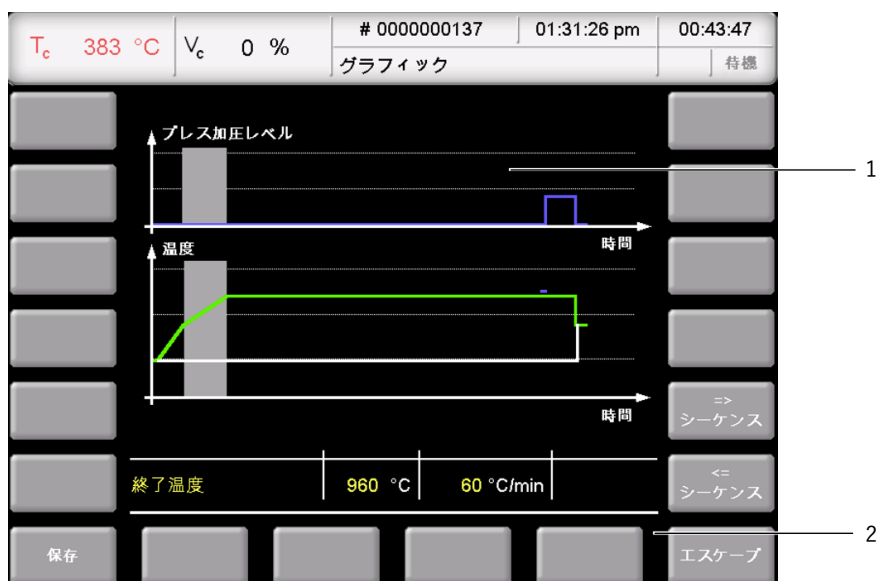 Tc 383 °C Vc 0 % # 0000000137 01:31:26 pm 00:43:47
グラフィック 待機
プレス加圧レベル
1
時間
温度
時間
=>
シーケンス
終了温度 960 °C 60 °C/min
<=
シーケンス
2
保存 エスケープ